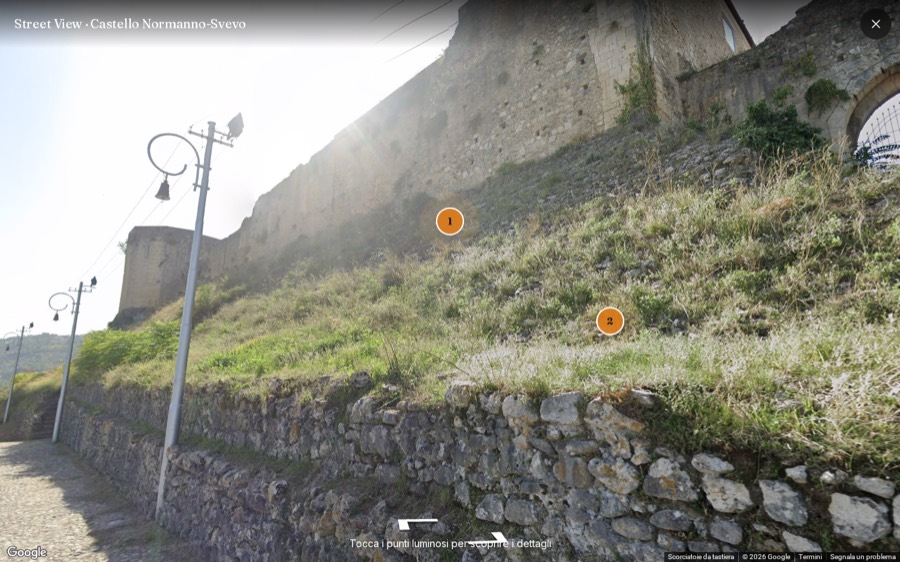 Street View · Castello Normanno-Svevo
1
2
Tocca i punti luminosi per scoprire i dettagli
Google
Scorciatoie da tastiera
© 2026 Google
Termini
Segnala un problema